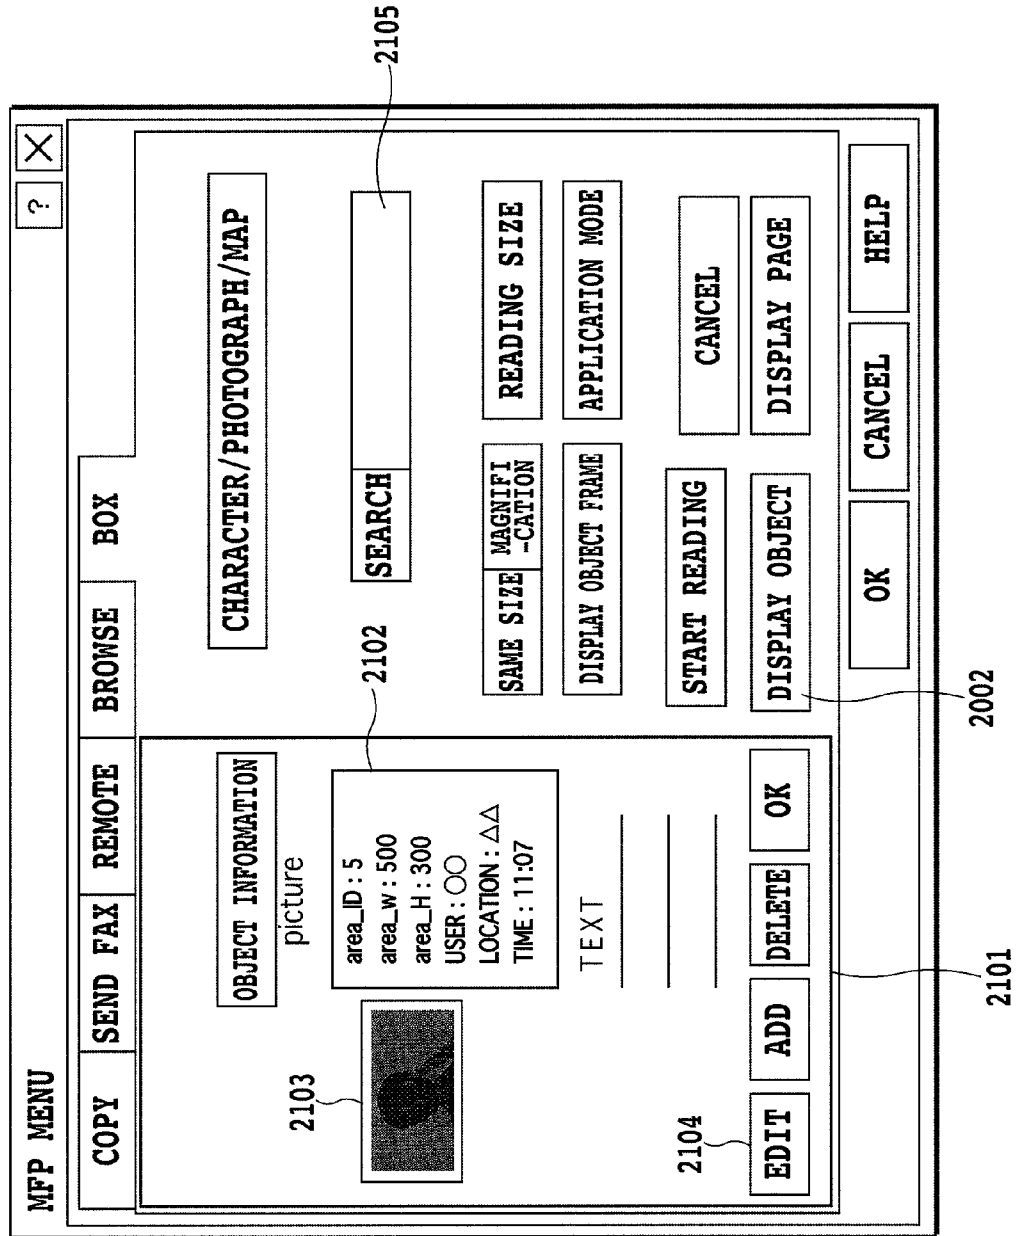 MFP MENU
?
X
COPY
SEND FAX
REMOTE
BROWSE
BOX
OBJECT INFORMATION
picture
2103
area_ID : 5
area_w : 500
area_H : 300
USER : ○○
LOCATION : △△
TIME : 11:07
2102
TEXT
2104
EDIT
ADD
DELETE
OK
2101
CHARACTER/PHOTOGRAPH/MAP
SEARCH
2105
SAME SIZE
MAGNIFI
-CATION
READING SIZE
DISPLAY OBJECT FRAME
APPLICATION MODE
START READING
CANCEL
DISPLAY OBJECT
DISPLAY PAGE
2002
OK
CANCEL
HELP